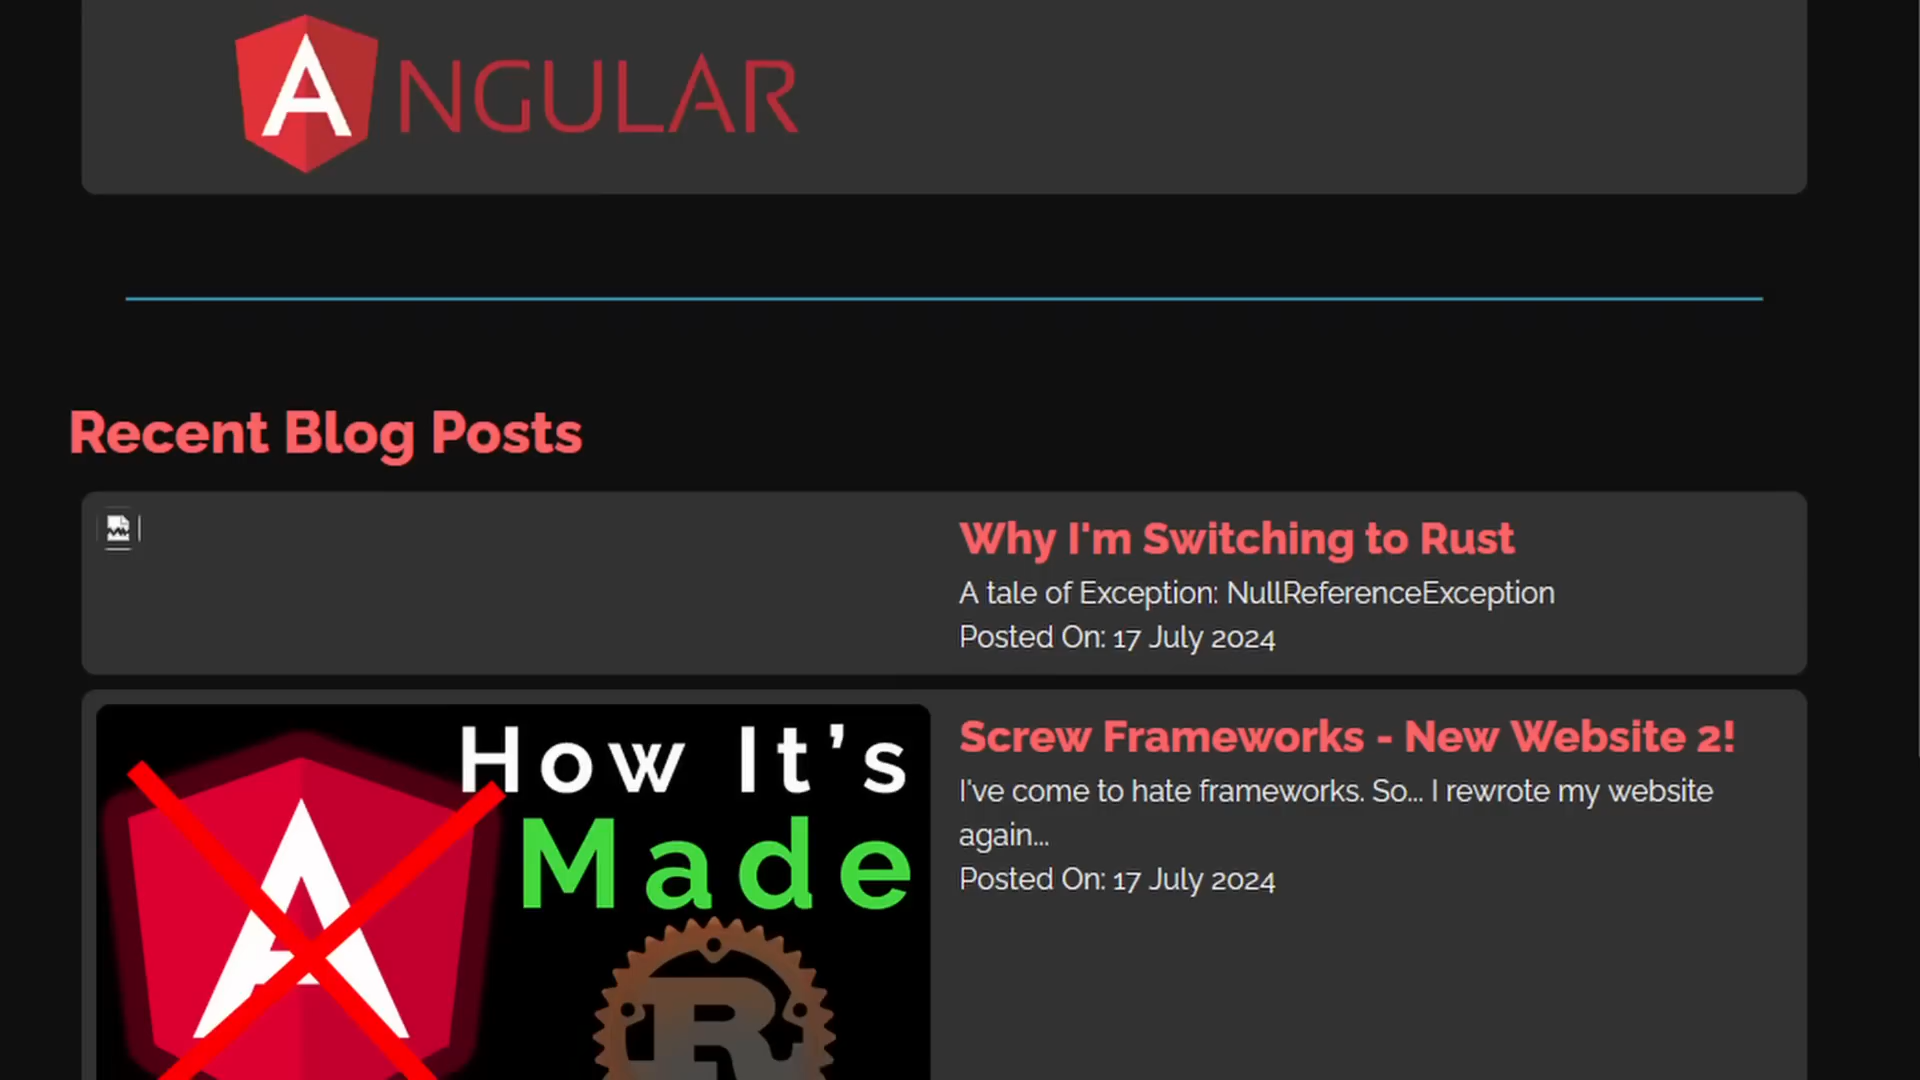 ANGULAR
Recent Blog Posts
Why I'm Switching to Rust
A tale of Exception: NullReferenceException
Posted On: 17 July 2024
How It's
Made
Screw Frameworks - New Website 2!
I've come to hate frameworks. So... I rewrote my website
again...
Posted On: 17 July 2024
A
R